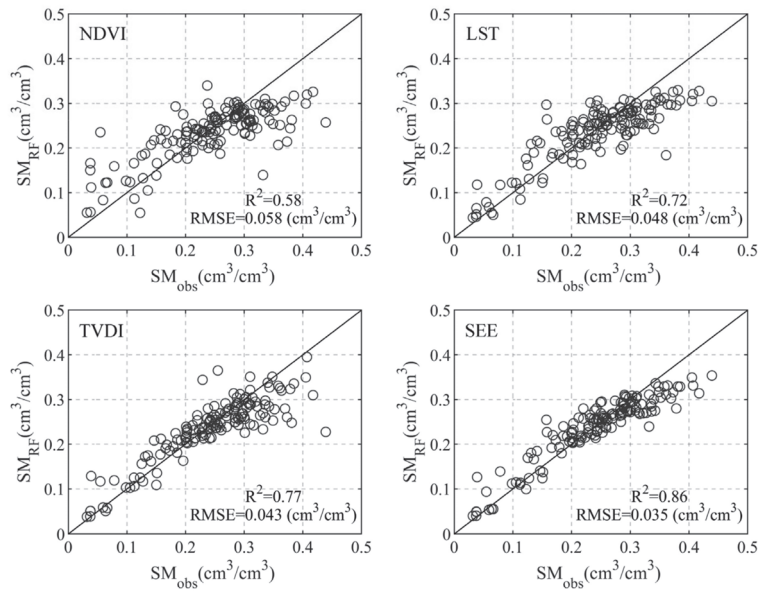 NDVI
0.5
0.4
0.3
0.2
0.1
0
SM_RF(cm³/cm³)
R²=0.58
RMSE=0.058 (cm³/cm³)
0 0.1 0.2 0.3 0.4 0.5
SM_obs(cm³/cm³)
LST
0.5
0.4
0.3
0.2
0.1
0
SM_RF(cm³/cm³)
R²=0.72
RMSE=0.048 (cm³/cm³)
0 0.1 0.2 0.3 0.4 0.5
SM_obs(cm³/cm³)
TVDI
0.5
0.4
0.3
0.2
0.1
0
SM_RF(cm³/cm³)
R²=0.77
RMSE=0.043 (cm³/cm³)
0 0.1 0.2 0.3 0.4 0.5
SM_obs(cm³/cm³)
SEE
0.5
0.4
0.3
0.2
0.1
0
SM_RF(cm³/cm³)
R²=0.86
RMSE=0.035 (cm³/cm³)
0 0.1 0.2 0.3 0.4 0.5
SM_obs(cm³/cm³)